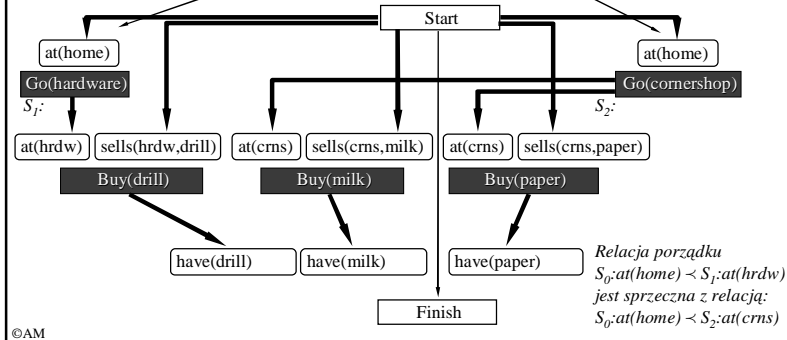 Start
at(home)
at(home)
Go(hardware)
Go(cornershop)
S1:
S2:
at(hrdw)
sells(hrdw,drill)
at(crns)
sells(crns,milk)
at(crns)
sells(crns,paper)
Buy(drill)
Buy(milk)
Buy(paper)
have(drill)
have(milk)
have(paper)
Relacja porządku
S0:at(home) ≺ S1:at(hrdw)
jest sprzeczna z relacją:
S0:at(home) ≺ S2:at(crns)
Finish
©AM